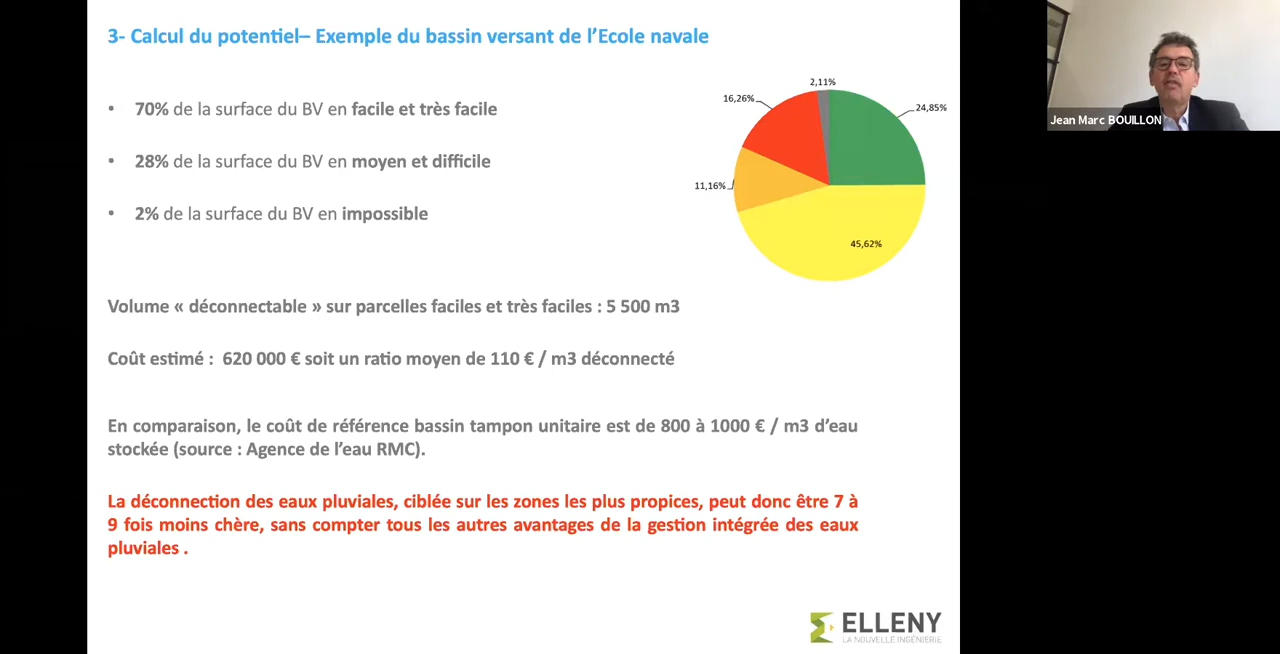 3- Calcul du potentiel– Exemple du bassin versant de l’Ecole navale
• 70% de la surface du BV en facile et très facile
• 28% de la surface du BV en moyen et difficile
• 2% de la surface du BV en impossible
2,11%
16,26%
24,85%
11,16%
45,62%
Jean Marc BOUILLON
Volume « déconnectable » sur parcelles faciles et très faciles : 5 500 m3
Coût estimé : 620 000 € soit un ratio moyen de 110 € / m3 déconnecté
En comparaison, le coût de référence bassin tampon unitaire est de 800 à 1000 € / m3 d’eau
stockée (source : Agence de l’eau RMC).
La déconnection des eaux pluviales, ciblée sur les zones les plus propices, peut donc être 7 à
9 fois moins chère, sans compter tous les autres avantages de la gestion intégrée des eaux
pluviales .
ELLENY
LA NOUVELLE INGÉNIERIE